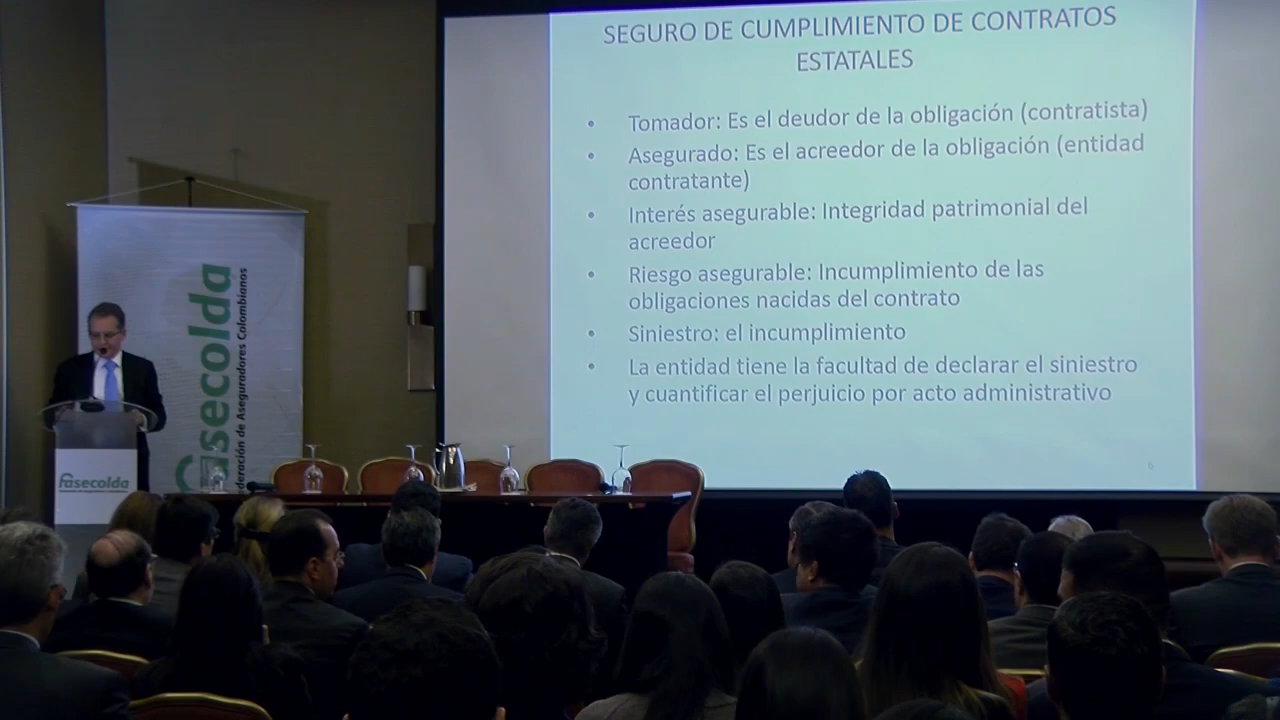 SEGURO DE CUMPLIMIENTO DE CONTRATOS
ESTATALES
• Tomador: Es el deudor de la obligación (contratista)
• Asegurado: Es el acreedor de la obligación (entidad
contratante)
• Interés asegurable: Integridad patrimonial del
acreedor
• Riesgo asegurable: Incumplimiento de las
obligaciones nacidas del contrato
• Siniestro: el incumplimiento
• La entidad tiene la facultad de declarar el siniestro
y cuantificar el perjuicio por acto administrativo
fasecolda
deración de Aseguradores Colombianos
fasecolda